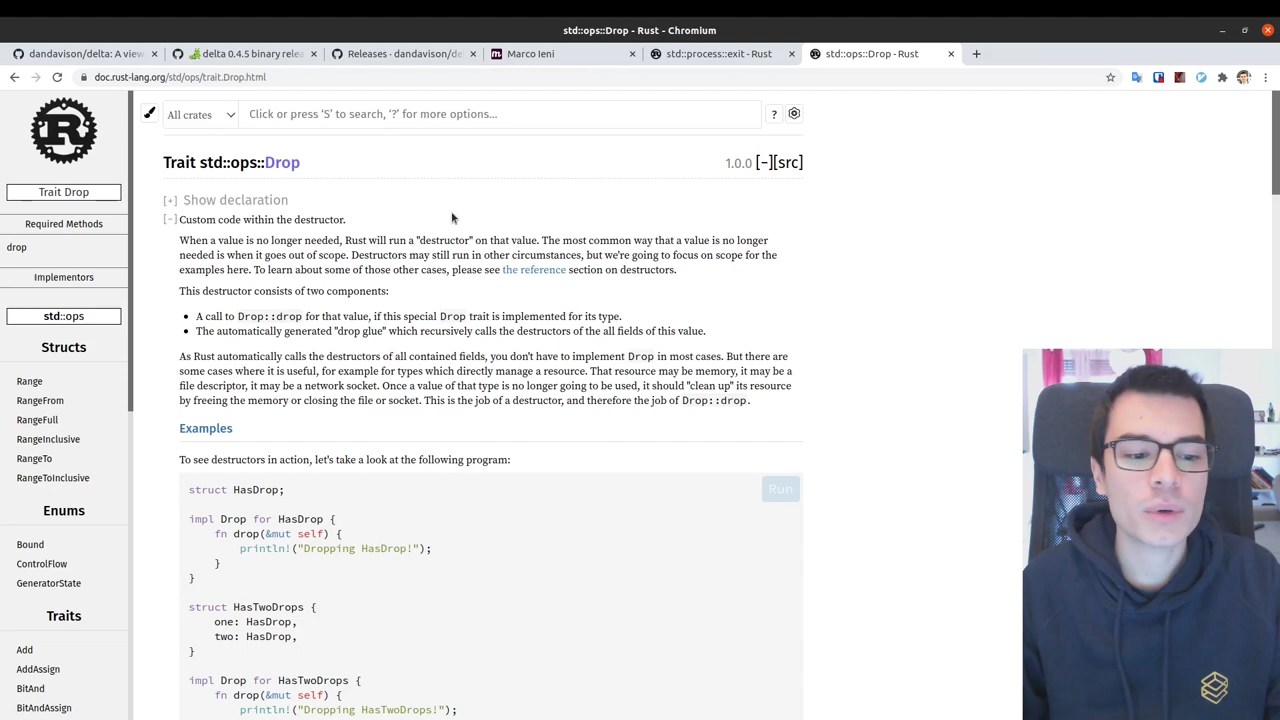 std::ops::Drop - Rust - Chromium
dandavison/delta: A view
delta 0.4.5 binary relea
Releases · dandavison/de
Marco Ieni
std::process::exit - Rust
std::ops::Drop - Rust
doc.rust-lang.org/std/ops/trait.Drop.html
All crates
Click or press ‘S’ to search, ‘?’ for more options...
?
Trait Drop
Required Methods
drop
Implementors
std::ops
Structs
Range
RangeFrom
RangeFull
RangeInclusive
RangeTo
RangeToInclusive
Enums
Bound
ControlFlow
GeneratorState
Traits
Add
AddAssign
BitAnd
BitAndAssign
Trait std::ops::Drop
1.0.0 [-][src]
[+] Show declaration
[-] Custom code within the destructor.
When a value is no longer needed, Rust will run a "destructor" on that value. The most common way that a value is no longer
needed is when it goes out of scope. Destructors may still run in other circumstances, but we're going to focus on scope for the
examples here. To learn about some of those other cases, please see the reference section on destructors.
This destructor consists of two components:
• A call to Drop::drop for that value, if this special Drop trait is implemented for its type.
• The automatically generated "drop glue" which recursively calls the destructors of the all fields of this value.
As Rust automatically calls the destructors of all contained fields, you don't have to implement Drop in most cases. But there are
some cases where it is useful, for example for types which directly manage a resource. That resource may be memory, it may be a
file descriptor, it may be a network socket. Once a value of that type is no longer going to be used, it should "clean up" its resource
by freeing the memory or closing the file or socket. This is the job of a destructor, and therefore the job of Drop::drop.
Examples
To see destructors in action, let's take a look at the following program:
Run
struct HasDrop;
impl Drop for HasDrop {
fn drop(&mut self) {
println!("Dropping HasDrop!");
}
}
struct HasTwoDrops {
one: HasDrop,
two: HasDrop,
}
impl Drop for HasTwoDrops {
fn drop(&mut self) {
println!("Dropping HasTwoDrops!");